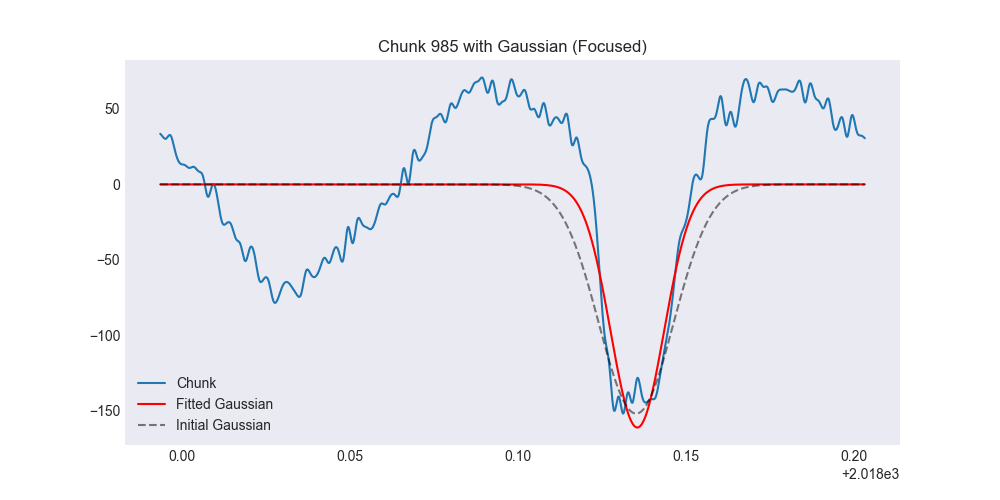 Chunk 985 with Gaussian (Focused)
50
0
−50
−100
−150
Chunk
Fitted Gaussian
Initial Gaussian
0.00 0.05 0.10 0.15 0.20
+2.018e3